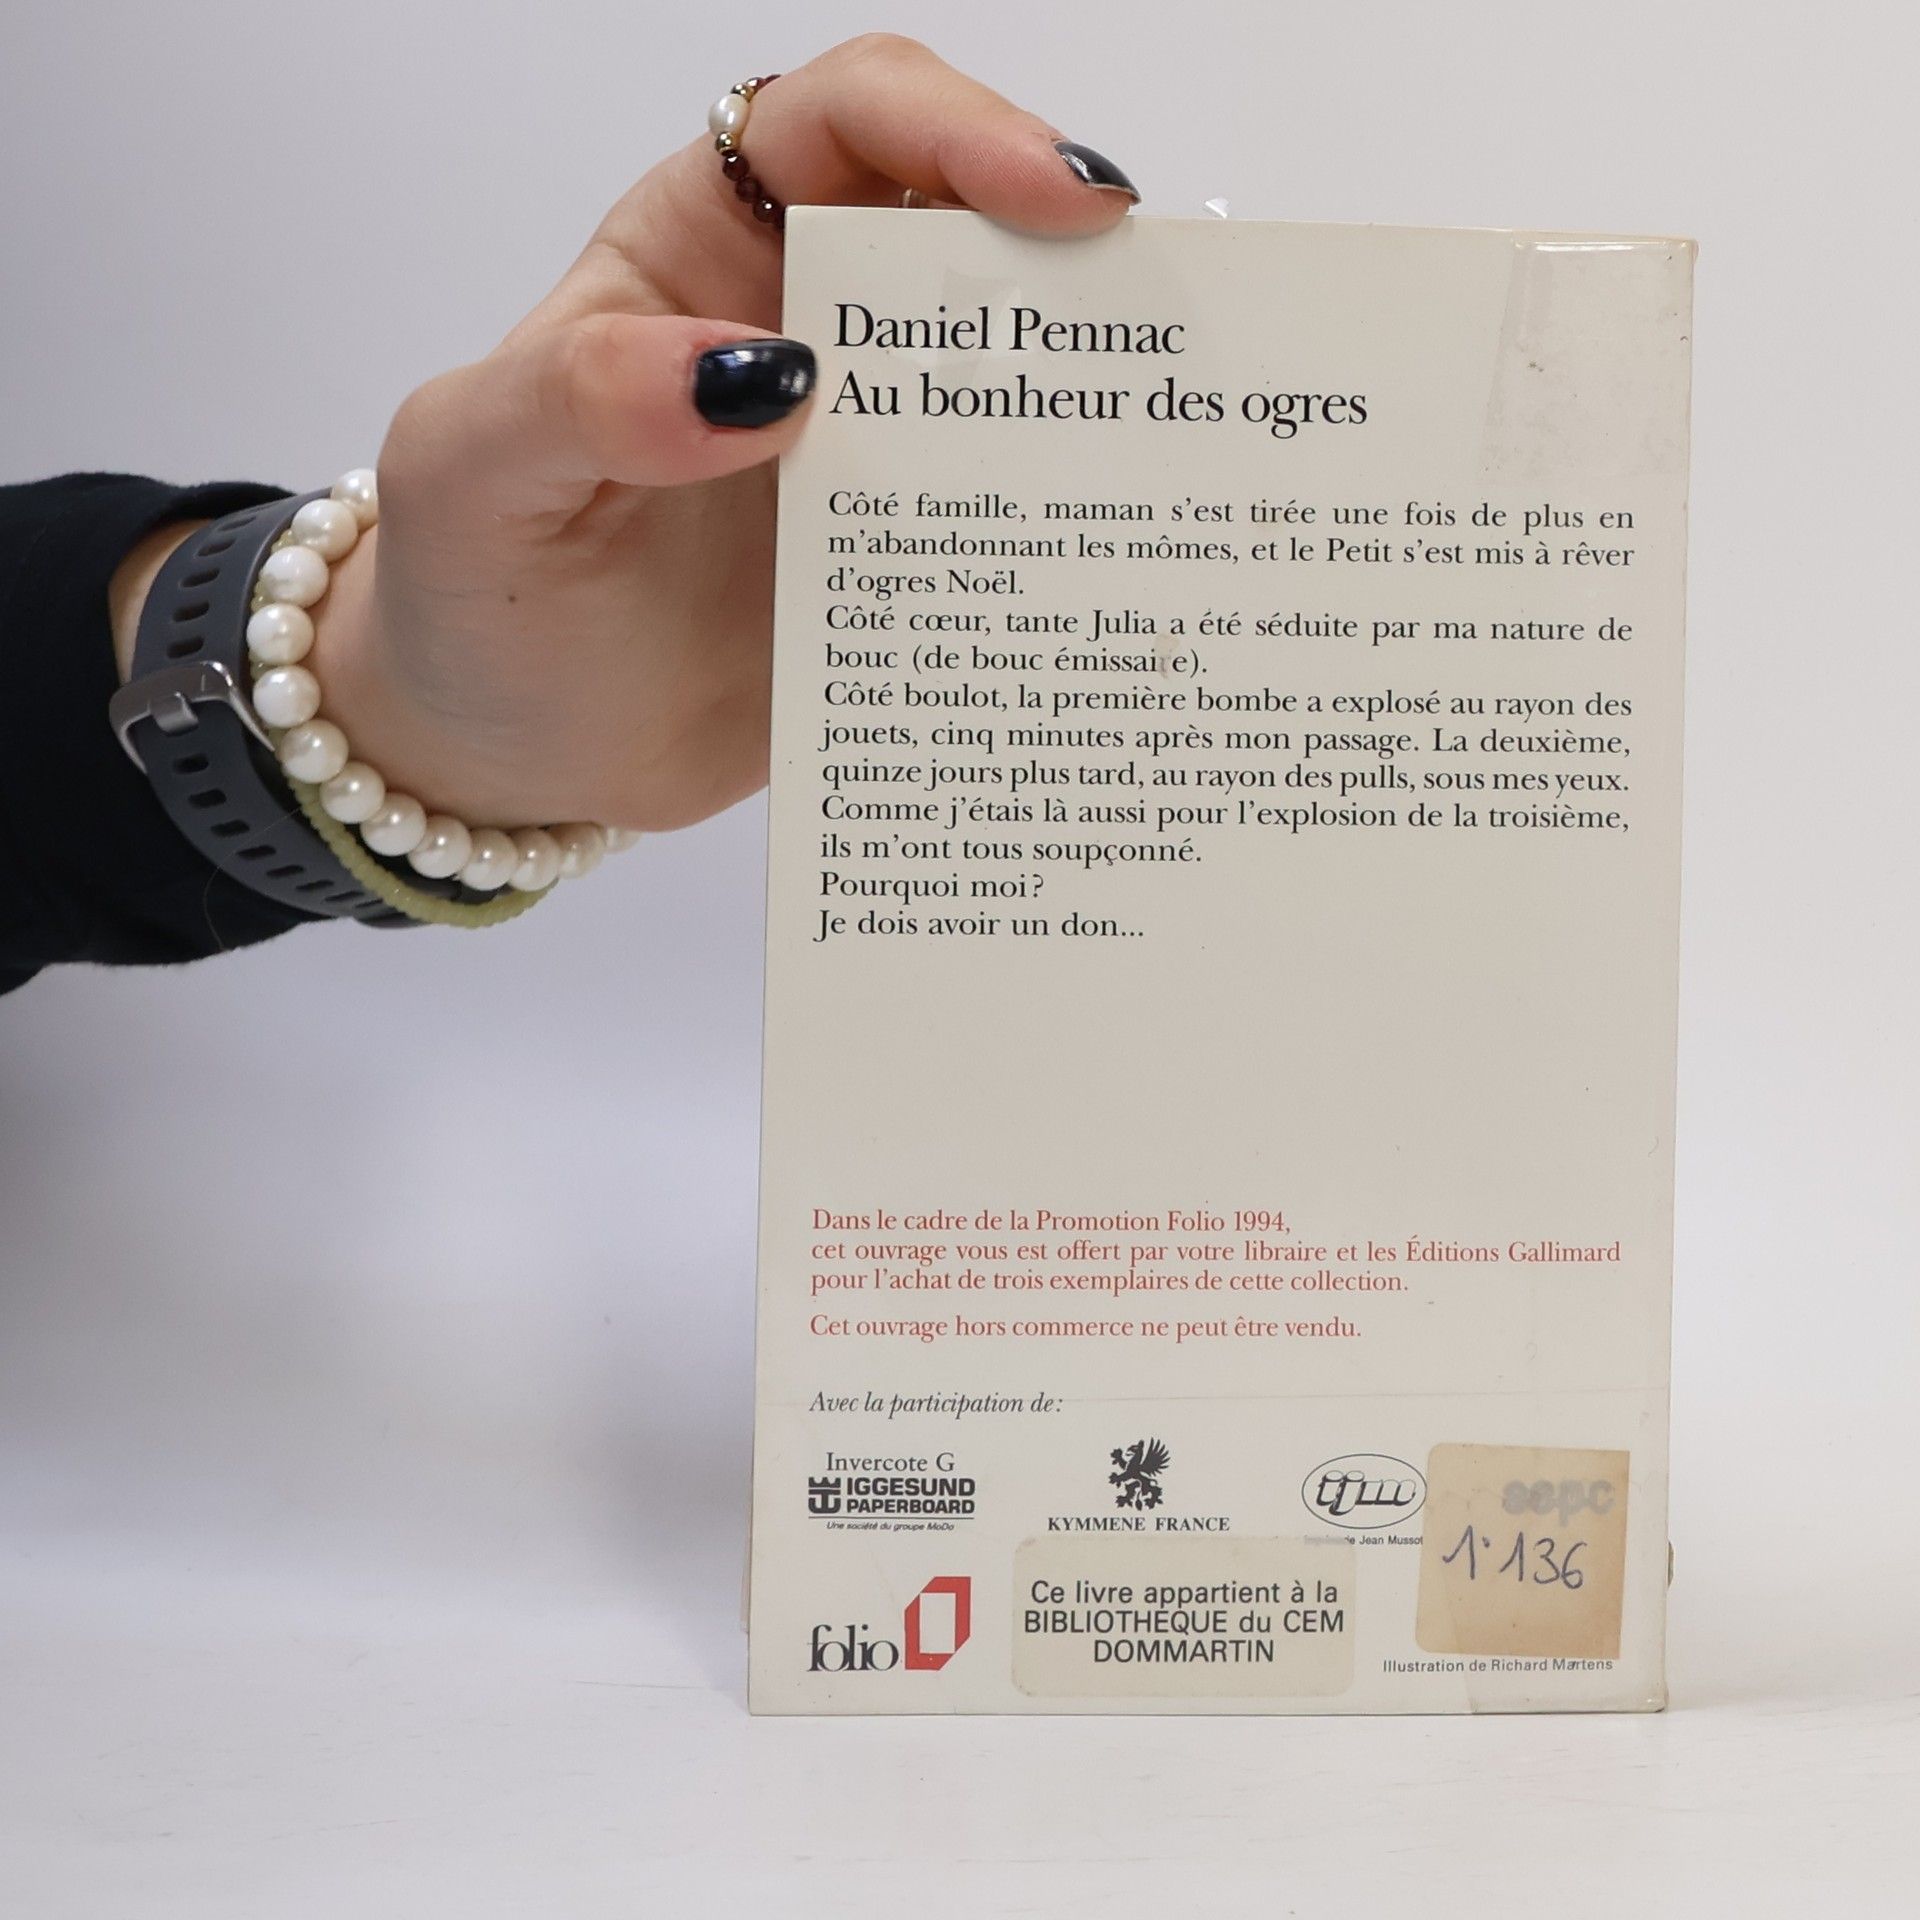 Daniel Pennac
Au bonheur des ogres
Côté famille, maman s'est tirée une fois de plus en
m'abandonnant les mômes, et le Petit s'est mis à rêver
d'ogres Noël.
Côté cœur, tante Julia a été séduite par ma nature de
bouc (de bouc émissaire).
Côté boulot, la première bombe a explosé au rayon des
jouets, cinq minutes après mon passage. La deuxième,
quinze jours plus tard, au rayon des pulls, sous mes yeux.
Comme j'étais là aussi pour l'explosion de la troisième,
ils m'ont tous soupçonné.
Pourquoi moi?
Je dois avoir un don...
Dans le cadre de la Promotion Folio 1994,
cet ouvrage vous est offert par votre libraire et les Éditions Gallimard
pour l'achat de trois exemplaires de cette collection.
Cet ouvrage hors commerce ne peut être vendu.
Avec la participation de:
Invercote G
IGGESUND
PAPERBOARD
Une société du groupe MoDo
KYMMENE FRANCE
ijm
Jean Mussot
1·136
folio
Ce livre appartient à la
BIBLIOTHEQUE du CEM
DOMMARTIN
Illustration de Richard Martens